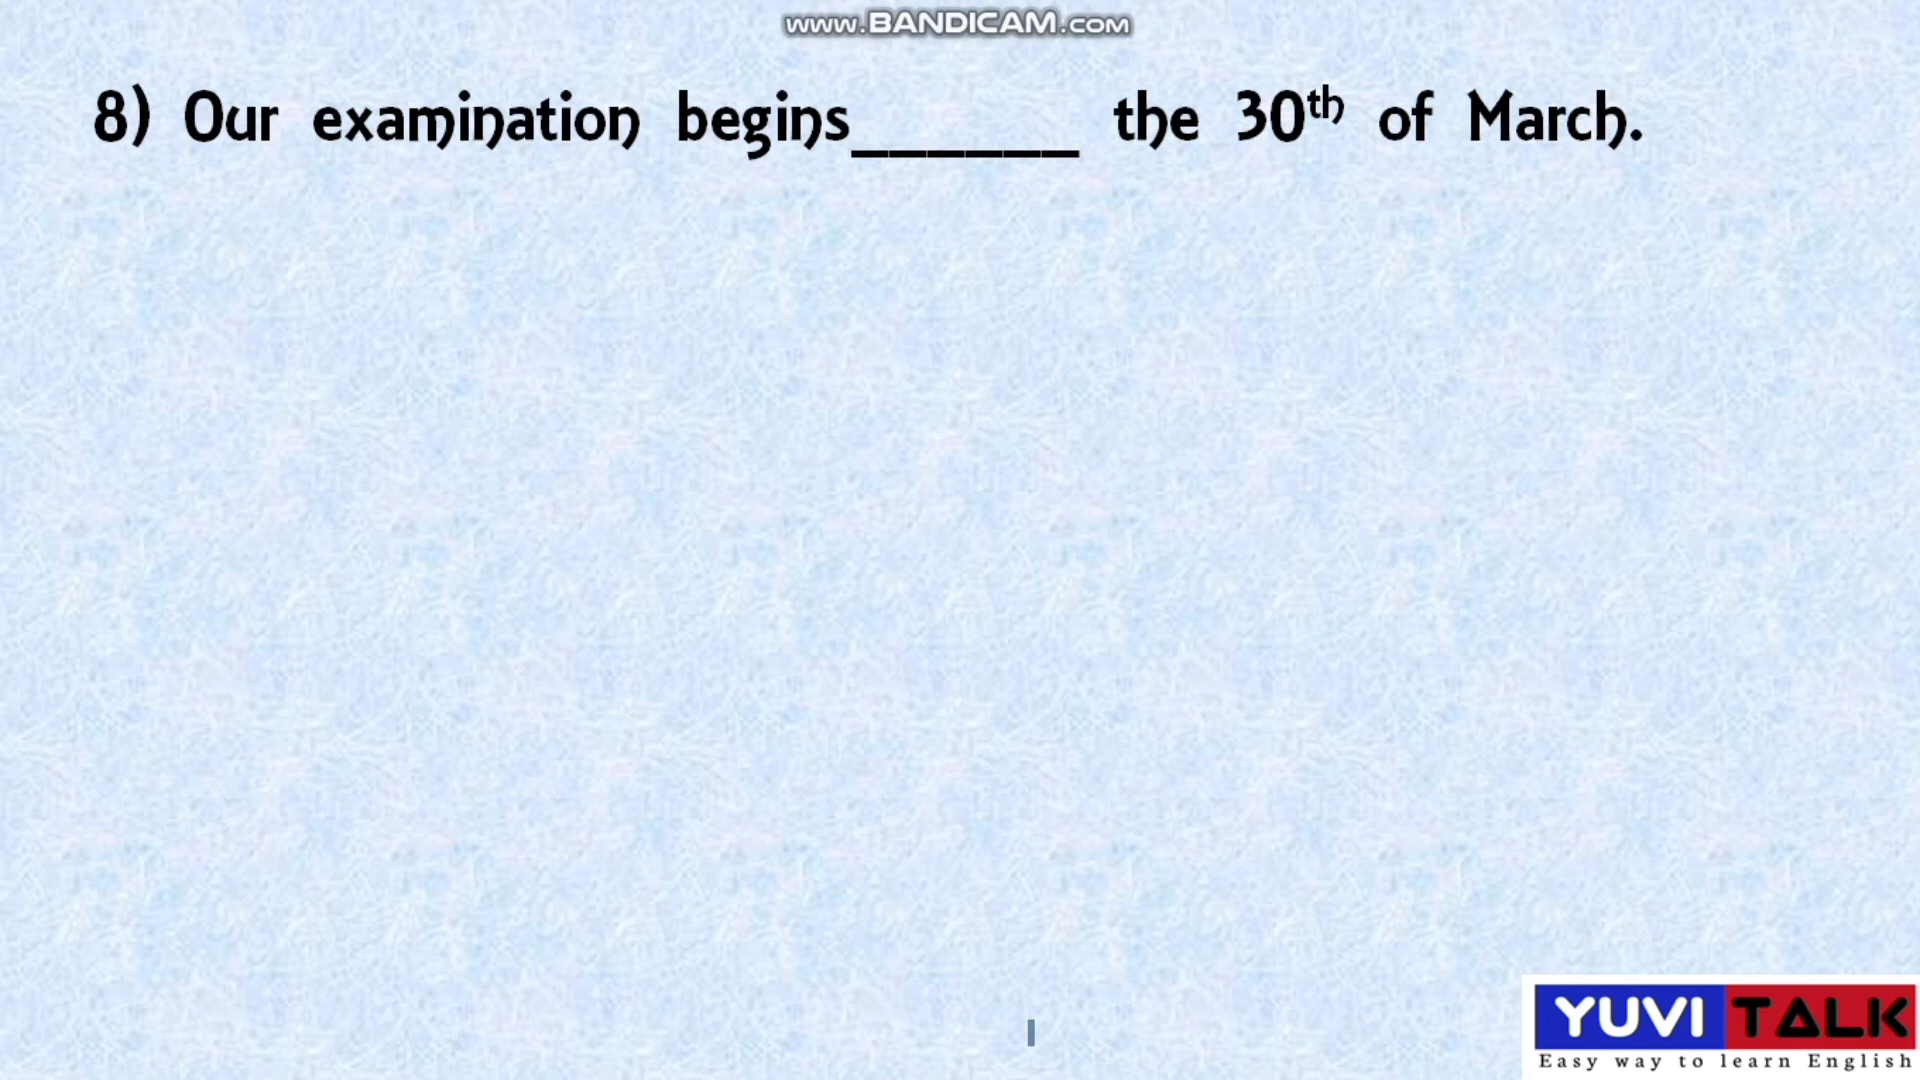 www.BANDICAM.com
8) Our examination begins______ the 30th of March.
YUVI TALK
Easy way to learn English